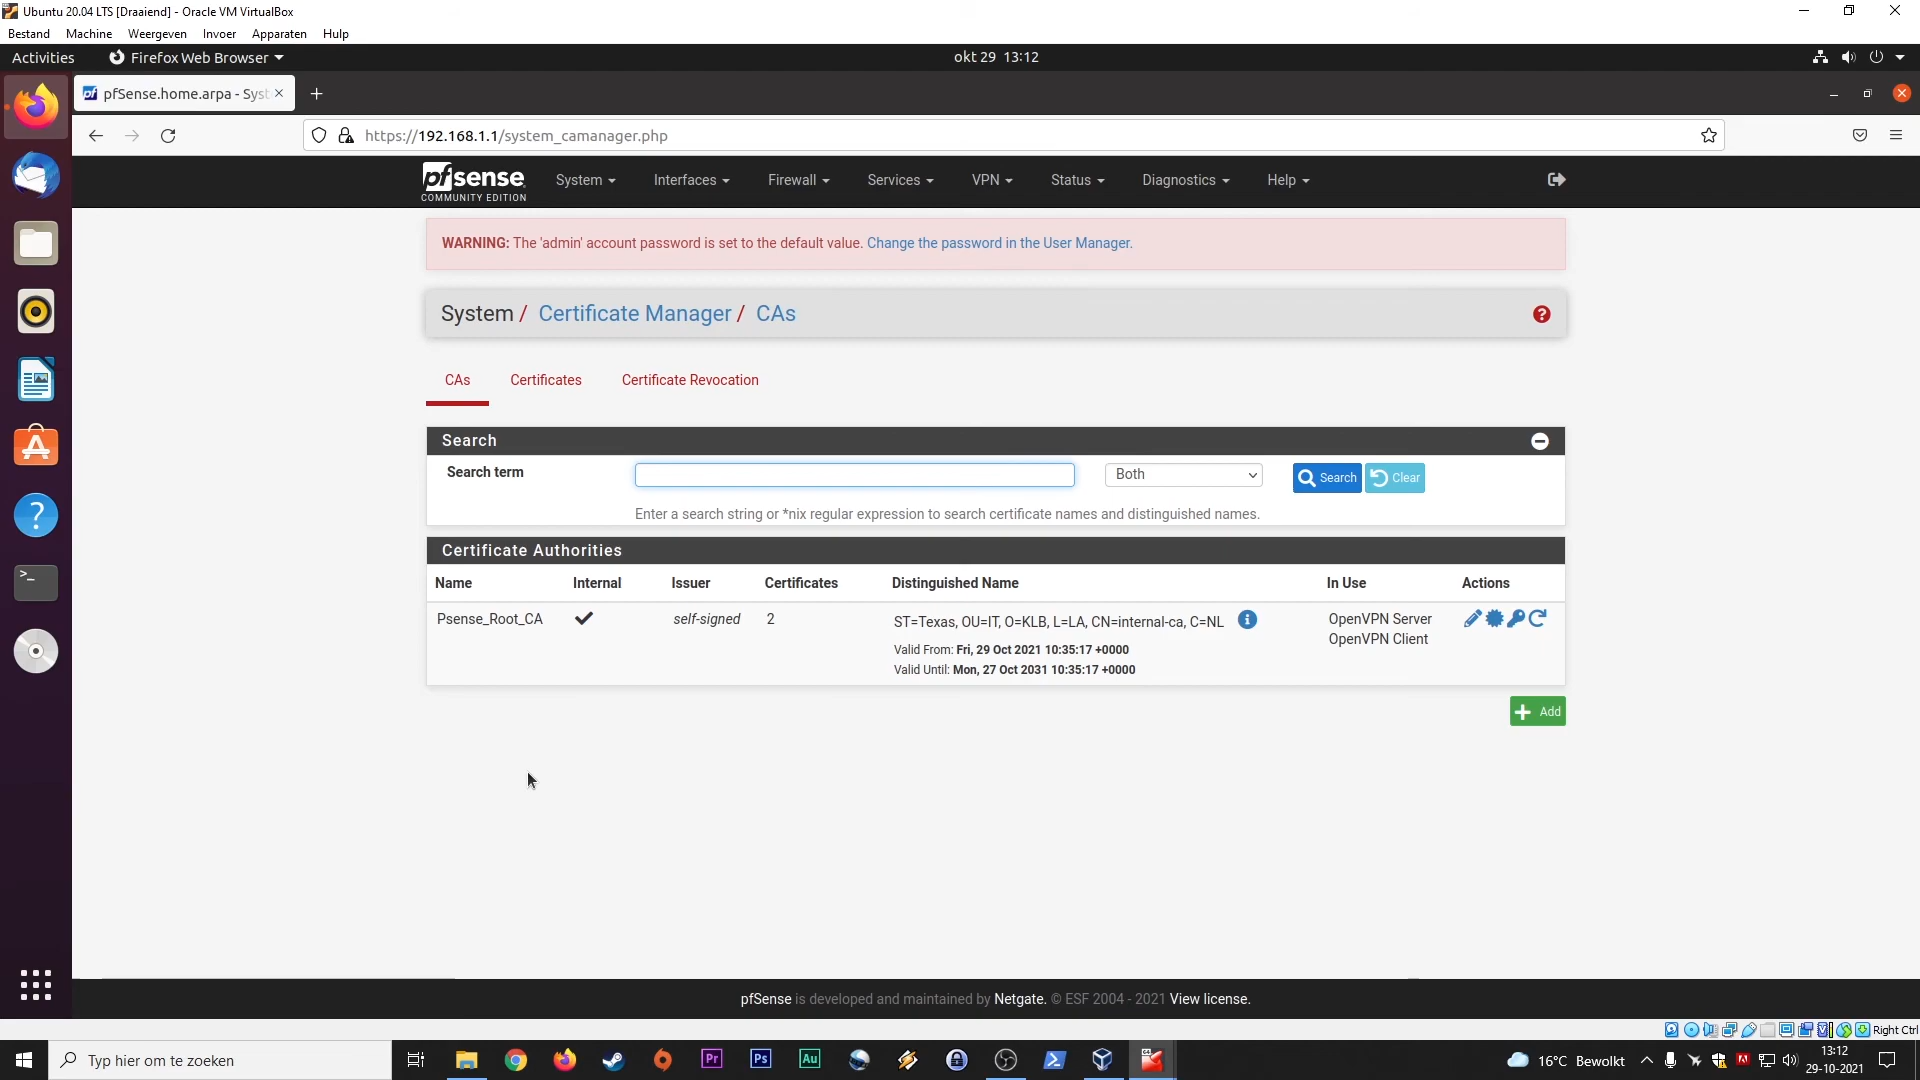 Ubuntu 20.04 LTS [Draaiend] - Oracle VM VirtualBox
Bestand Machine Weergeven Invoer Apparaten Help
Activities Firefox Web Browser okt 29 13:12
pfSense.home.arpa - Syst
https://192.168.1.1/system_camanager.php
pfsense COMMUNITY EDITION System Interfaces Firewall Services VPN Status Diagnostics Help
WARNING: The 'admin' account password is set to the default value. Change the password in the User Manager.
System / Certificate Manager / CAs
CAs Certificates Certificate Revocation
Search
Search term Both Search Clear
Enter a search string or *nix regular expression to search certificate names and distinguished names.
Certificate Authorities
Name Internal Issuer Certificates Distinguished Name In Use Actions
Psense_Root_CA self-signed 2 ST=Texas, OU=IT, O=KLB, L=LA, CN=internal-ca, C=NL OpenVPN Server
OpenVPN Client
Valid From: Fri, 29 Oct 2021 10:35:17 +0000
Valid Until: Mon, 27 Oct 2031 10:35:17 +0000
Add
pfSense is developed and maintained by Netgate. © ESF 2004 - 2021 View license.
Right Ctrl
Typ hier om te zoeken Pr Ps Au 16°C Bewolkt 13:12
29-10-2021